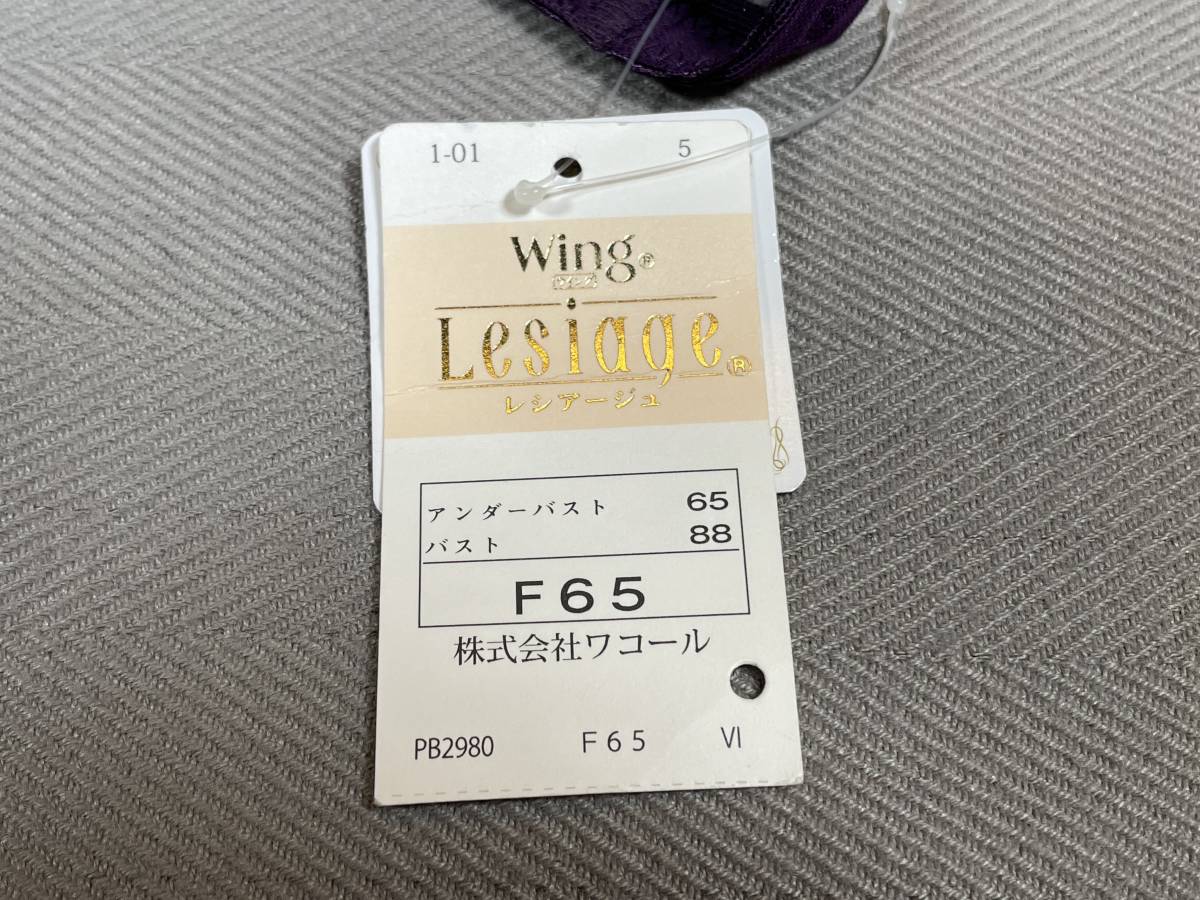 1-01 5
Wing®
ウイング
Lesiage®
レシアージュ
アンダーバスト 65
バスト 88
F65
株式会社ワコール
PB2980 F65 VI